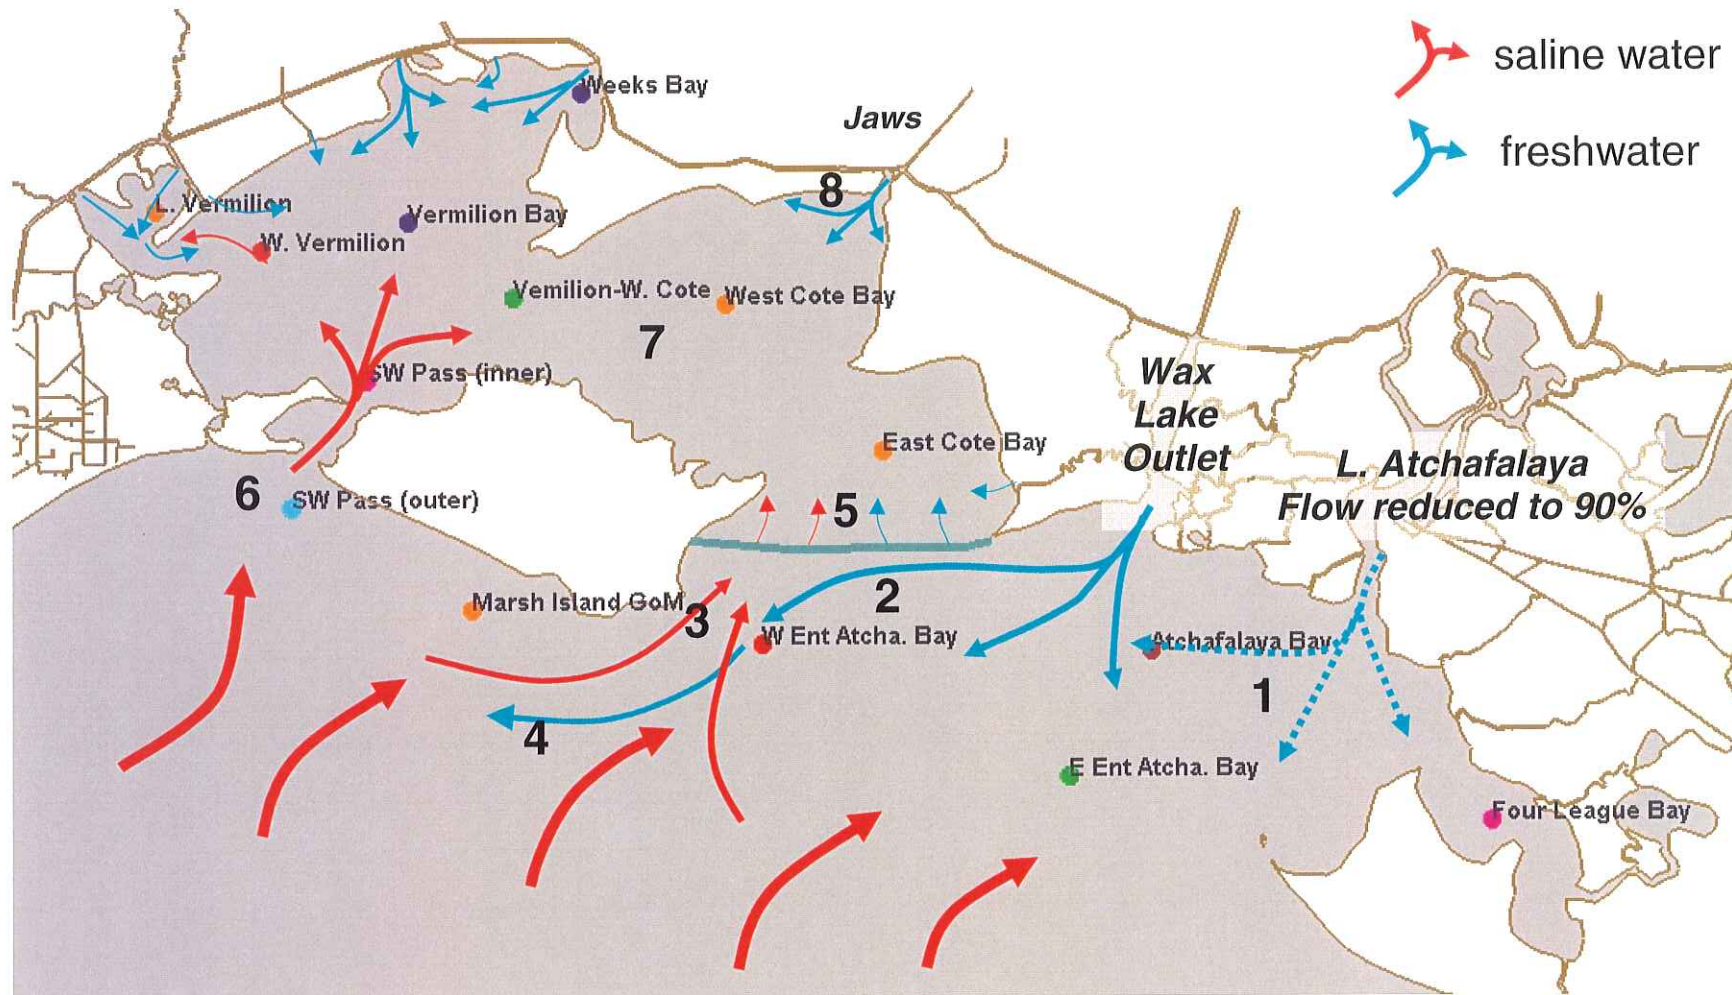 saline water
freshwater
Weeks Bay
Jaws
8
L. Vermilion
Vermilion Bay
W. Vermilion
Vemilion-W. Cote
West Cote Bay
7
SW Pass (inner)
Wax
Lake
Outlet
East Cote Bay
L. Atchafalaya
Flow reduced to 90%
6
SW Pass (outer)
5
2
Marsh Island GoM
3
W Ent Atcha. Bay
Atchafalaya Bay
1
4
E Ent Atcha. Bay
Four League Bay